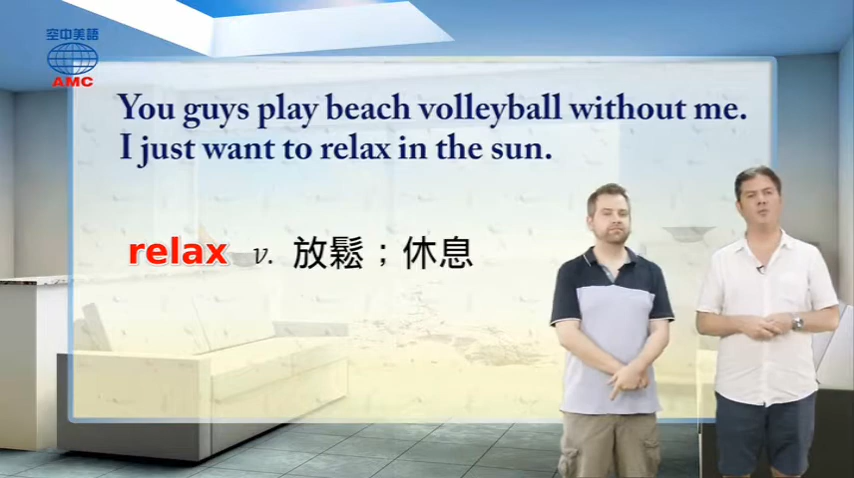 空中美語
AMC
You guys play beach volleyball without me.
I just want to relax in the sun.
relax v. 放鬆；休息